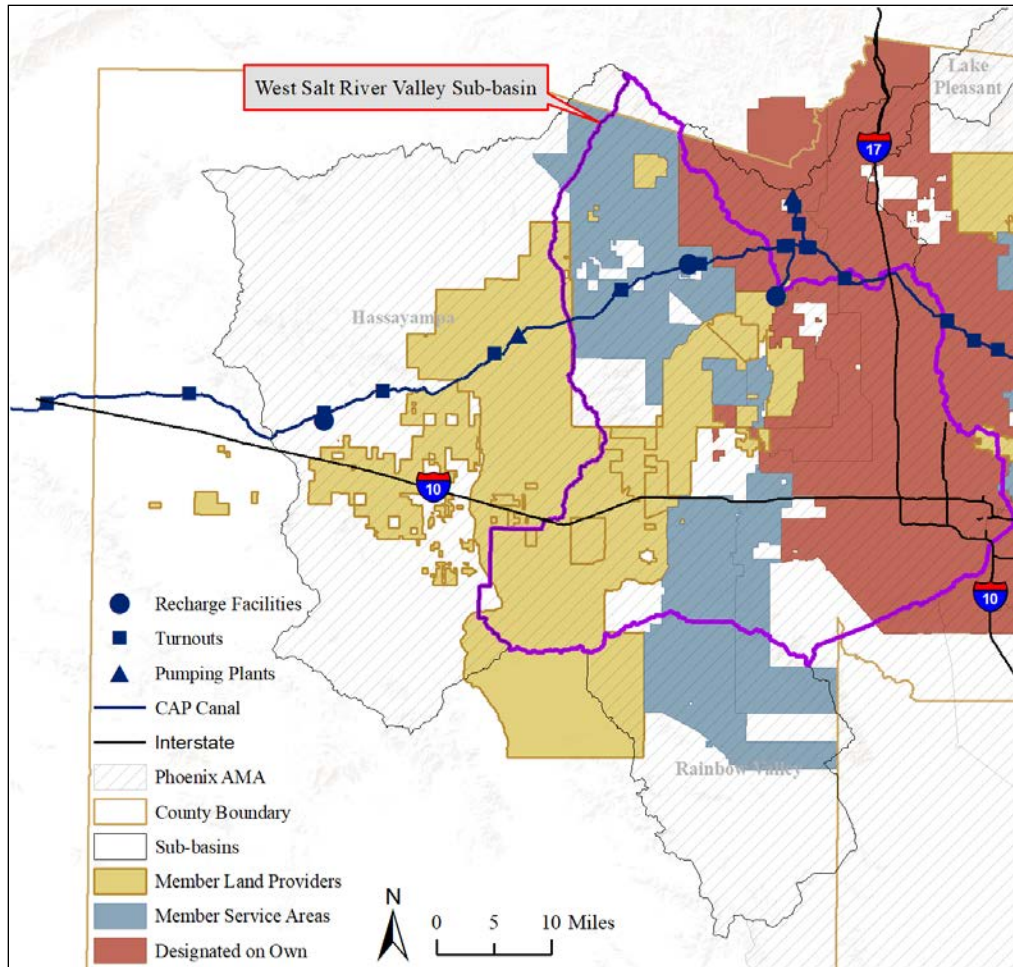 Lake
Pleasant
West Salt River Valley Sub-basin
17
Hassayampa
10
10
Rainbow Valley
Recharge Facilities
Turnouts
Pumping Plants
CAP Canal
Interstate
Phoenix AMA
County Boundary
Sub-basins
Member Land Providers
Member Service Areas
Designated on Own
N
0 5 10 Miles